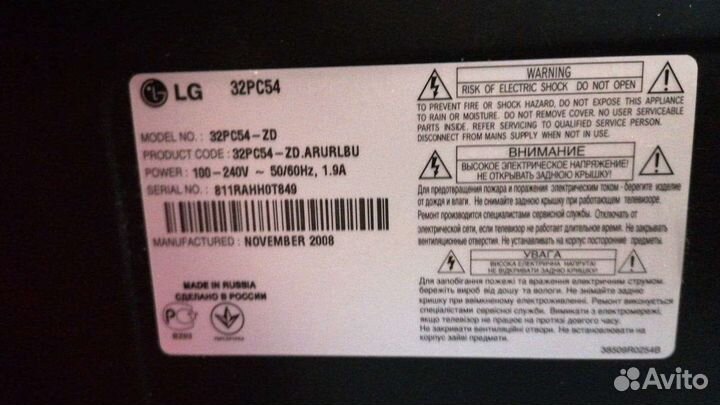 LG 32PC54
MODEL NO. : 32PC54-ZD
PRODUCT CODE : 32PC54-ZD.ARURLBU
POWER : 100-240V ~ 50/60Hz, 1.9A
SERIAL NO. : 811RAHH0T849
MANUFACTURED : NOVEMBER 2008
MADE IN RUSSIA
СДЕЛАНО В РОССИИ
WARNING
RISK OF ELECTRIC SHOCK DO NOT OPEN
TO PREVENT FIRE OR SHOCK HAZARD, DO NOT EXPOSE THIS APPLIANCE
TO RAIN OR MOISTURE. DO NOT REMOVE COVER. NO USER SERVICEABLE
PARTS INSIDE. REFER TO QUALIFIED SERVICE PERSON.
DISCONNECT FROM MAINS SUPPLY WHEN NOT IN USE.
ВНИМАНИЕ
ВЫСОКОЕ ЭЛЕКТРИЧЕСКОЕ НАПРЯЖЕНИЕ!
НЕ ОТКРЫВАТЬ ЗАДНЮЮ КРЫШКУ!
Для предотвращения пожара и поражения электрическим током - берегите
от дождя и влаги. Не снимайте заднюю крышку при работающем телевизоре.
Ремонт производится специалистами сервисной службы. Отключайте от
электрической сети, если телевизор не работает длительное время. Не закрывайте
вентиляционные отверстия. Не устанавливать на корпус посторонние предметы.
УВАГА
ВИСОКА ЕЛЕКТРИЧНА НАПРУГА!
НЕ ВІДКРИВАТИ ЗАДНЮЮ КРИШКУ!
Для запобігання пожежі та враження електричним струмом.
бережіть виріб від дощу та вологи. Не знімайте задню
кришку при ввімкненому електроживленні. Ремонт виконується
спеціалістами сервісної служби. Вимикати з електромережі,
якщо телевізор не працює на протязі довгого часу.
Не закривати вентиляційні отвори. Не встановлювати на
корпус зайві предмети.
38509R0254B
Avito